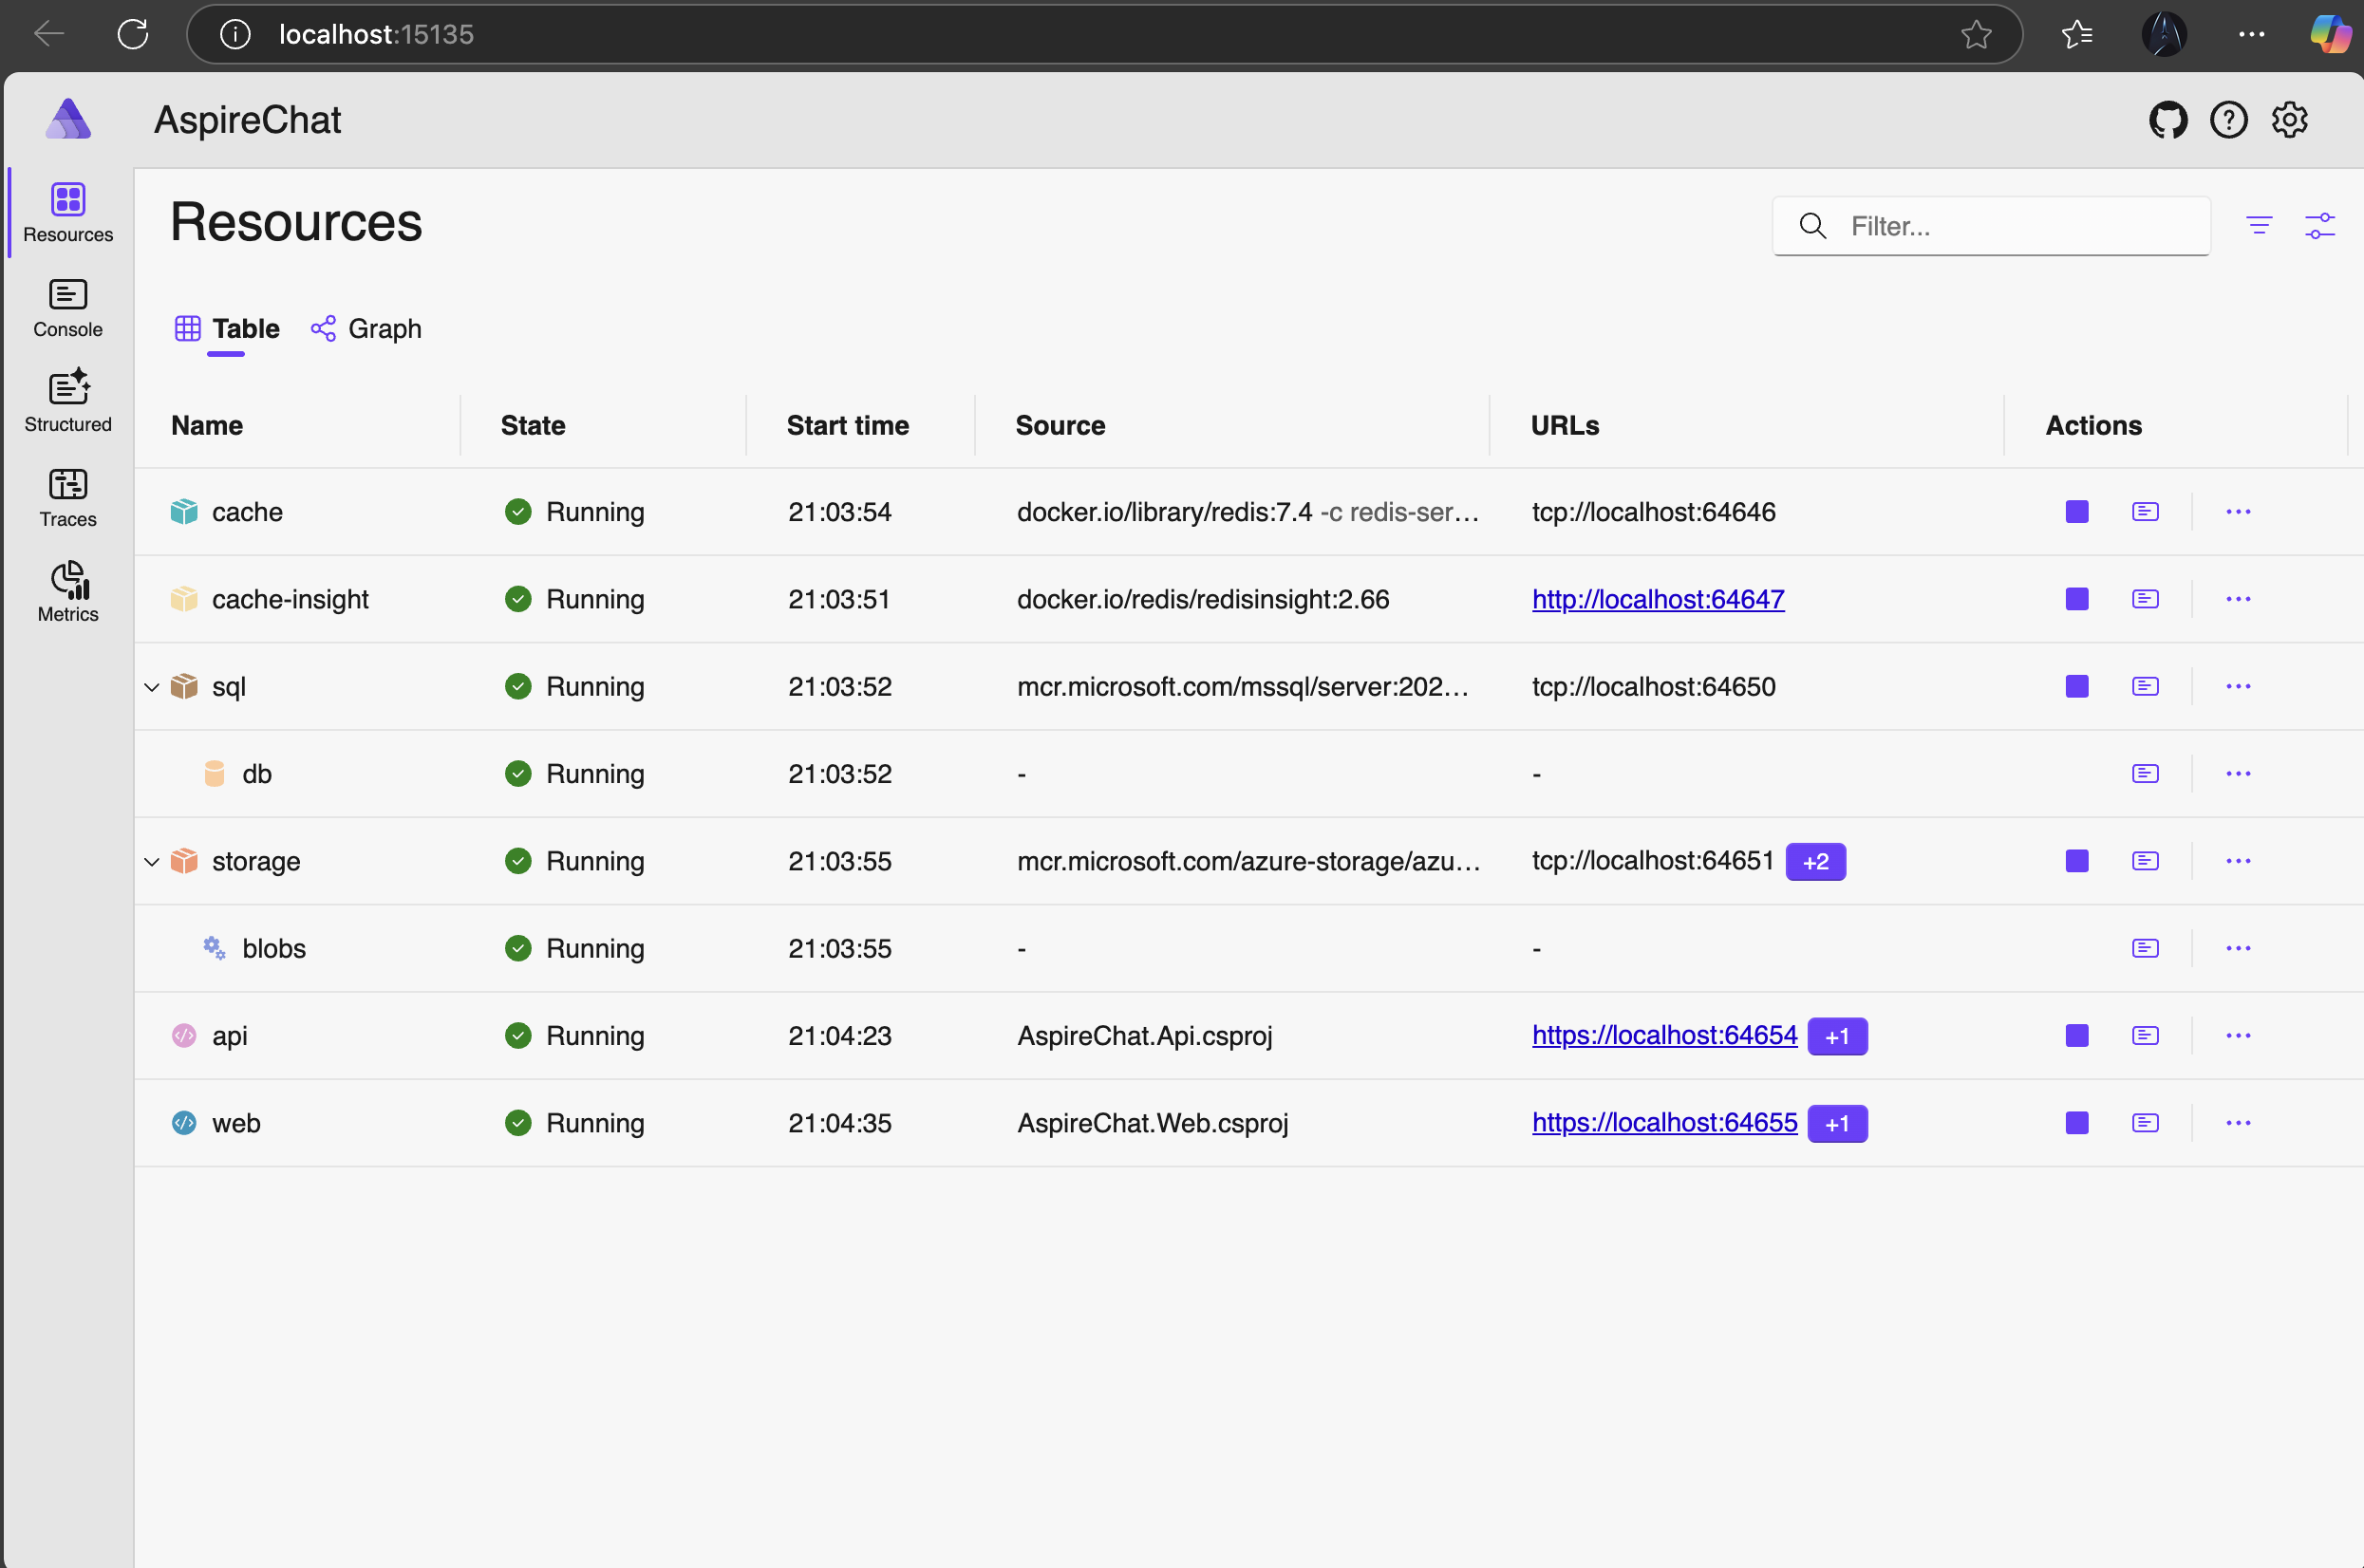 localhost:15135
AspireChat
Resources
Console
Structured
Traces
Metrics
Resources
Filter...
Table Graph
Name State Start time Source URLs Actions
cache Running 21:03:54 docker.io/library/redis:7.4 -c redis-ser... tcp://localhost:64646
cache-insight Running 21:03:51 docker.io/redis/redisinsight:2.66 http://localhost:64647
sql Running 21:03:52 mcr.microsoft.com/mssql/server:202... tcp://localhost:64650
db Running 21:03:52 - -
storage Running 21:03:55 mcr.microsoft.com/azure-storage/azu... tcp://localhost:64651 +2
blobs Running 21:03:55 - -
api Running 21:04:23 AspireChat.Api.csproj https://localhost:64654 +1
web Running 21:04:35 AspireChat.Web.csproj https://localhost:64655 +1